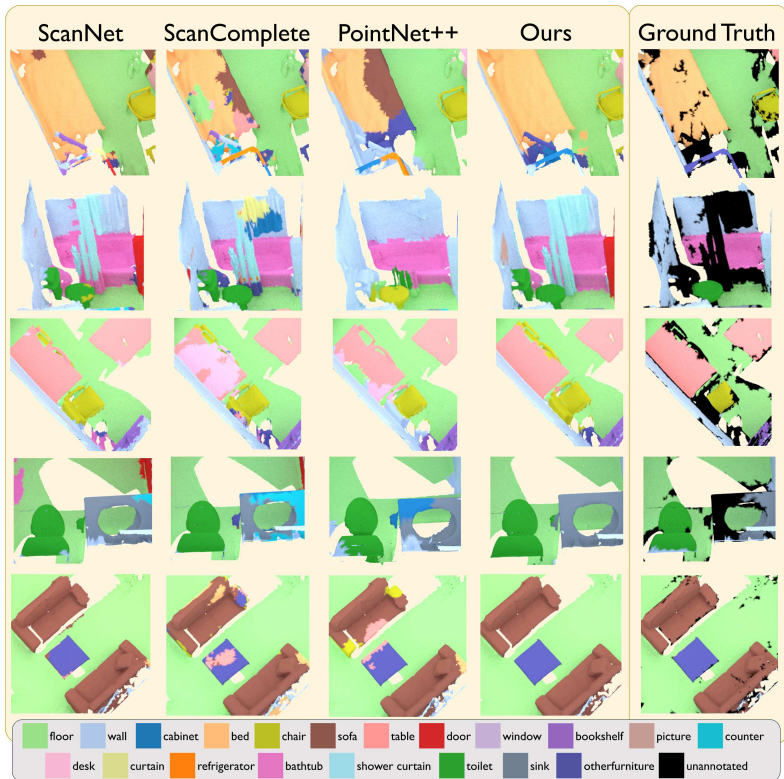 ScanNet ScanComplete PointNet++ Ours Ground Truth
floor wall cabinet bed chair sofa table door window bookshelf picture counter
desk curtain refrigerator bathtub shower curtain toilet sink otherfurniture unannotated